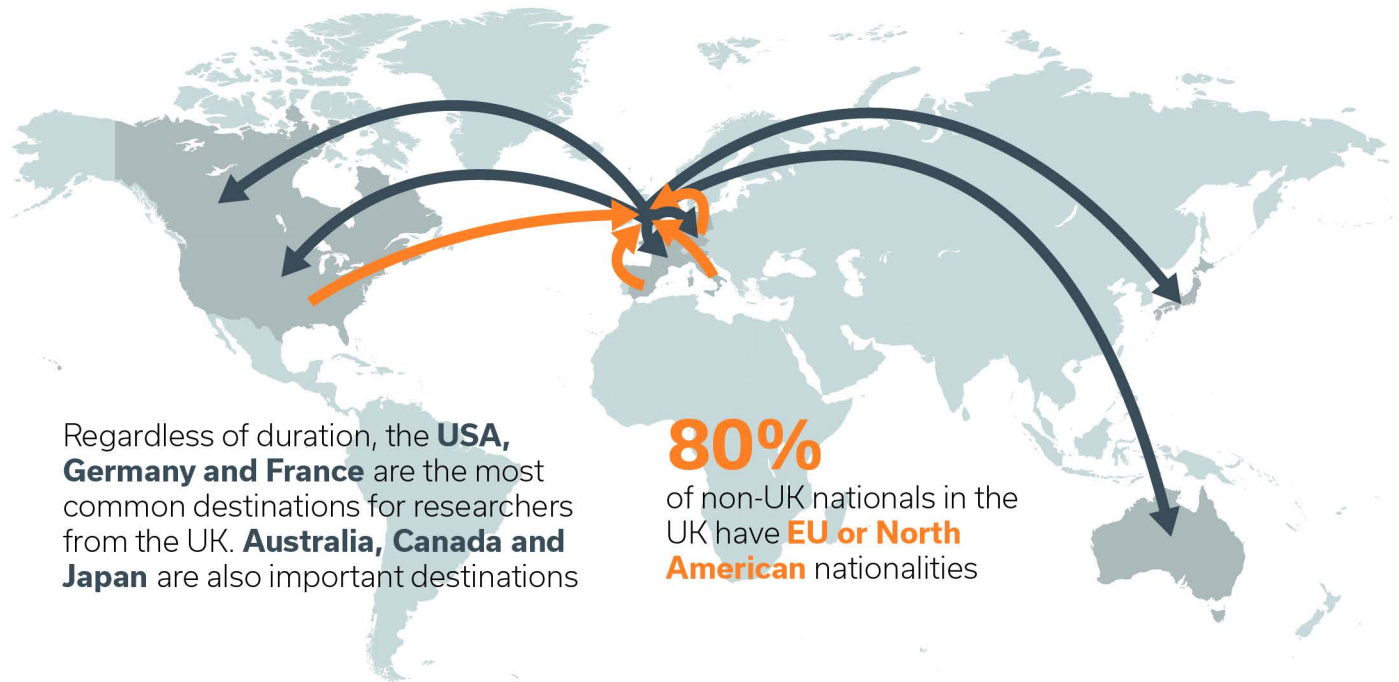 Regardless of duration, the USA,
Germany and France are the most
common destinations for researchers
from the UK. Australia, Canada and
Japan are also important destinations
80%
of non-UK nationals in the
UK have EU or North
American nationalities